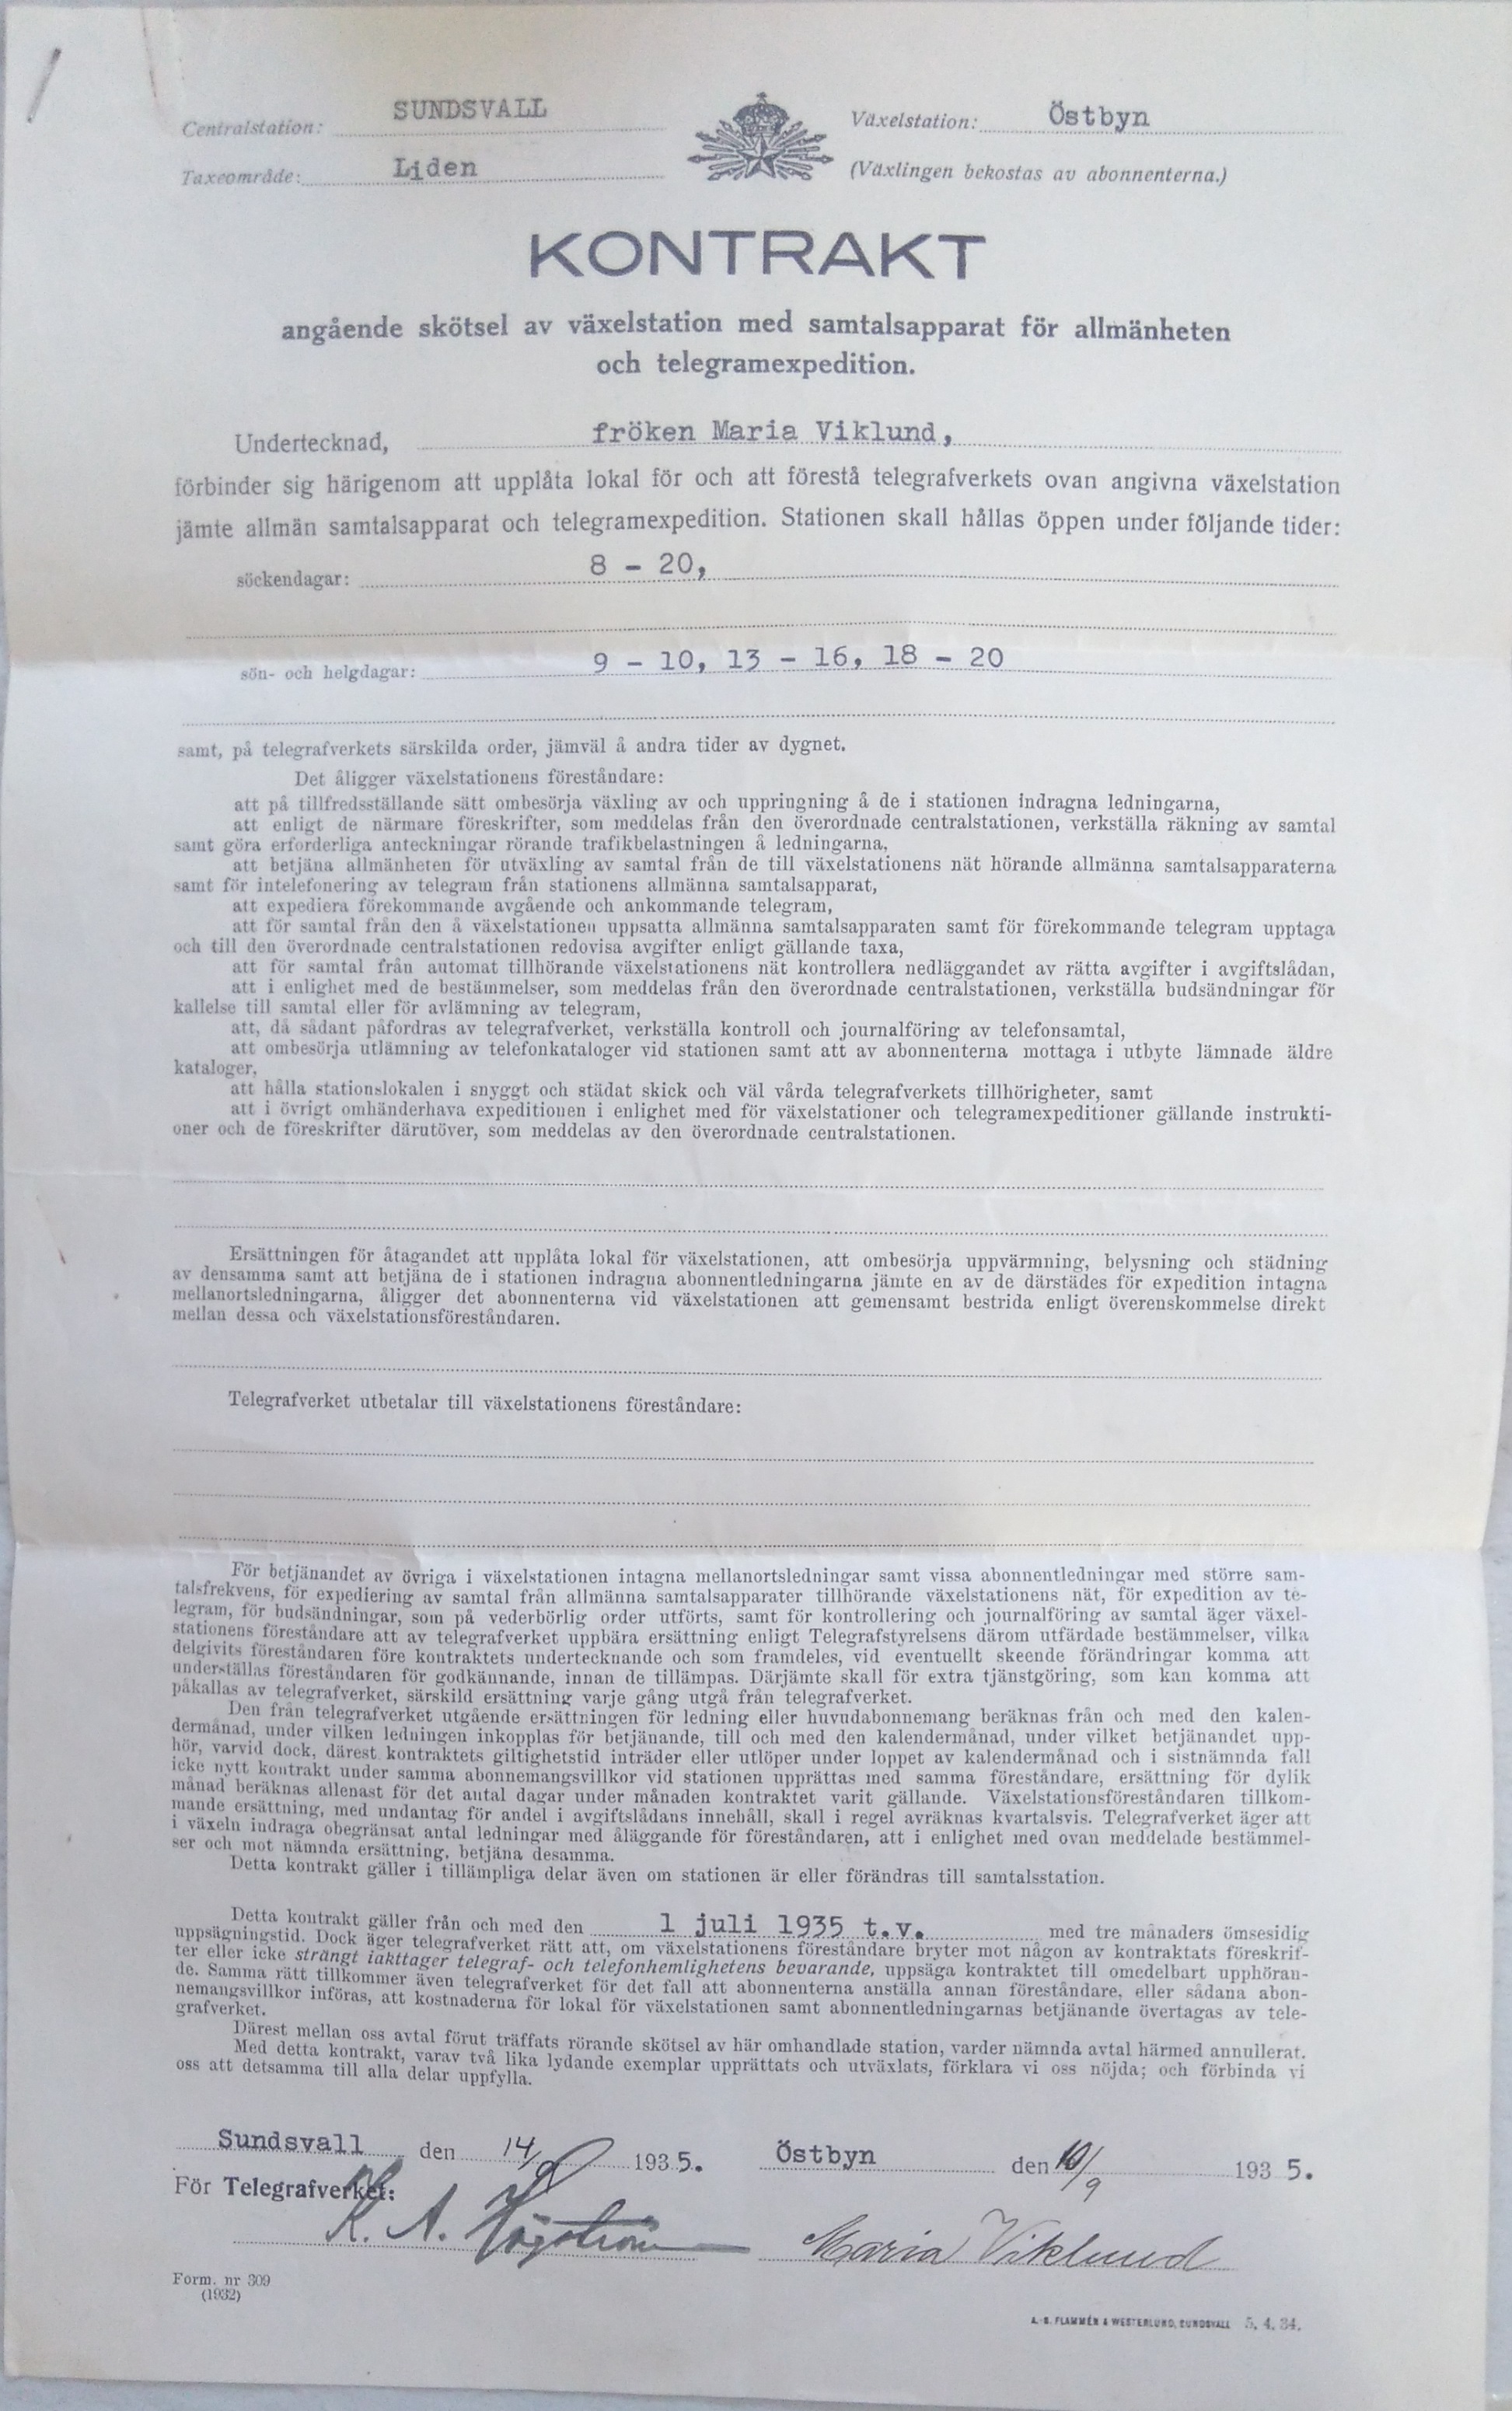 Centralstation: SUNDSVALL
Växelstation: Östbyn
Taxeområde: Liden
(Växlingen bekostas av abonnenterna.)
KONTRAKT
angående skötsel av växelstation med samtalsapparat för allmänheten
och telegramexpedition.
Undertecknad, fröken Maria Viklund,
förbinder sig härigenom att upplåta lokal för och att förestå telegrafverkets ovan angivna växelstation
jämte allmän samtalsapparat och telegramexpedition. Stationen skall hållas öppen under följande tider:
söckendagar: 8 - 20,
sön- och helgdagar: 9 - 10, 13 - 16, 18 - 20
samt, på telegrafverkets särskilda order, jämväl å andra tider av dygnet.
Det åligger växelstationens föreståndare:
att på tillfredsställande sätt ombesörja växling av och uppringning å de i stationen indragna ledningarna,
att enligt de närmare föreskrifter, som meddelas från den överordnade centralstationen, verkställa räkning av samtal
samt göra erforderliga anteckningar rörande trafikbelastningen å ledningarna,
att betjäna allmänheten för utväxling av samtal från de till växelstationens nät hörande allmänna samtalsapparaterna
samt för intelefonering av telegram från stationens allmänna samtalsapparat,
att expediera förekommande avgående och ankommande telegram,
att för samtal från den å växelstationen uppsatta allmänna samtalsapparaten samt för förekommande telegram upptaga
och till den överordnade centralstationen redovisa avgifter enligt gällande taxa,
att för samtal från automat tillhörande växelstationens nät kontrollera nedläggandet av rätta avgifter i avgiftslådan,
att i enlighet med de bestämmelser, som meddelas från den överordnade centralstationen, verkställa budsändningar för
kallelse till samtal eller för avlämning av telegram,
att, då sådant påfordras av telegrafverket, verkställa kontroll och journalföring av telefonsamtal,
att ombesörja utlämning av telefonkataloger vid stationen samt att av abonnenterna mottaga i utbyte lämnade äldre
kataloger,
att hålla stationslokalen i snyggt och städat skick och väl vårda telegrafverkets tillhörigheter, samt
att i övrigt omhänderhava expeditionen i enlighet med för växelstationer och telegramexpeditioner gällande instrukti-
oner och de föreskrifter därutöver, som meddelas av den överordnade centralstationen.
Ersättningen för åtagandet att upplåta lokal för växelstationen, att ombesörja uppvärmning, belysning och städning
av densamma samt att betjäna de i stationen indragna abonnentledningarna jämte en av de därstädes för expedition intagna
mellanortsledningarna, åligger det abonnenterna vid växelstationen att gemensamt bestrida enligt överenskommelse direkt
mellan dessa och växelstationsföreståndaren.
Telegrafverket utbetalar till växelstationens föreståndare:
För betjänandet av övriga i växelstationen intagna mellanortsledningar samt vissa abonnentledningar med större sam-
talsfrekvens, för expediering av samtal från allmänna samtalsapparater tillhörande växelstationens nät, för expedition av te-
legram, för budsändningar, som på vederbörlig order utförts, samt för kontrollering och journalföring av samtal äger växel-
stationens föreståndare att av telegrafverket uppbära ersättning enligt Telegrafstyrelsens därom utfärdade bestämmelser, vilka
delgivits föreståndaren före kontraktets undertecknande och som framdeles, vid eventuellt skeende förändringar komma att
underställas föreståndaren för godkännande, innan de tillämpas. Därjämte skall för extra tjänstgöring, som kan komma att
påkallas av telegrafverket, särskild ersättning varje gång utgå från telegrafverket.
Den från telegrafverket utgående ersättningen för ledning eller huvudabonnemang beräknas från och med den kalen-
dermånad, under vilken ledningen inkopplas för betjänande, till och med den kalendermånad, under vilket betjänandet upp-
hör, varvid dock, därest kontraktets giltighetstid inträder eller utlöper under loppet av kalendermånad och i sistnämnda fall
icke nytt kontrakt under samma abonnemangsvillkor vid stationen upprättas med samma föreståndare, ersättning för dylik
månad beräknas allenast för det antal dagar under månaden kontraktet varit gällande. Växelstationsföreståndaren tillkom-
mande ersättning, med undantag för andel i avgiftslådans innehåll, skall i regel avräknas kvartalsvis. Telegrafverket äger att
i växeln indraga obegränsat antal ledningar med åläggande för föreståndaren, att i enlighet med ovan meddelade bestämmel-
ser och mot nämnda ersättning, betjäna desamma.
Detta kontrakt gäller i tillämpliga delar även om stationen är eller förändras till samtalsstation.
Detta kontrakt gäller från och med den 1 juli 1935 t.v. med tre månaders ömsesidig
uppsägningstid. Dock äger telegrafverket rätt att, om växelstationens föreståndare bryter mot någon av kontraktats föreskrif-
ter eller icke strängt iakttager telegraf- och telefonhemlighetens bevarande, uppsäga kontraktet till omedelbart upphöran-
de. Samma rätt tillkommer även telegrafverket för det fall att abonnenterna anställa annan föreståndare, eller sådana abon-
nemangsvillkor införas, att kostnaderna för lokal för växelstationen samt abonnentledningarnas betjänande övertagas av tele-
grafverket.
Därest mellan oss avtal förut träffats rörande skötsel av här omhandlade station, varder nämnda avtal härmed annullerat.
Med detta kontrakt, varav två lika lydande exemplar upprättats och utväxlats, förklara vi oss nöjda; och förbinda vi
oss att detsamma till alla delar uppfylla.
Sundsvall den 14/9 1935. Östbyn den 10/9 1935.
För Telegrafverket:
K. A. Högström Maria Viklund
Form. nr 309
(1932)
A.-B. FLAMMÉN & WESTERLUND, SUNDSVALL 5. 4. 34.